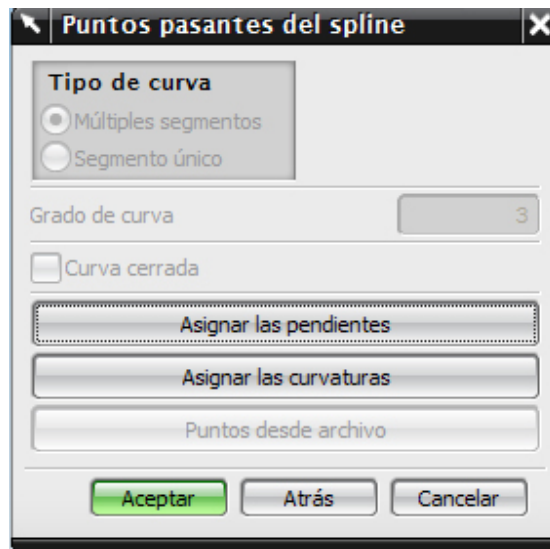 Puntos pasantes del spline
Tipo de curva
Múltiples segmentos
Segmento único
Grado de curva 3
Curva cerrada
Asignar las pendientes
Asignar las curvaturas
Puntos desde archivo
Aceptar Atrás Cancelar